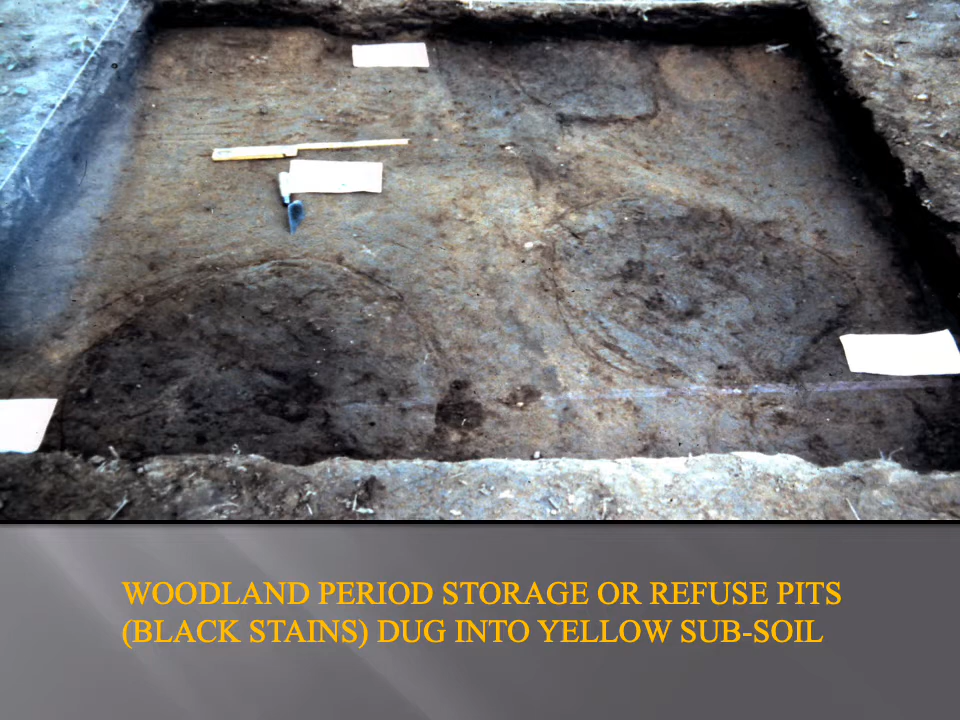 WOODLAND PERIOD STORAGE OR REFUSE PITS
(BLACK STAINS) DUG INTO YELLOW SUB-SOIL